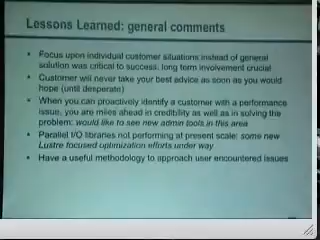 Lessons Learned: general comments
• Focus upon individual customer situations instead of general
solution was critical to success, long term involvement crucial
• Customer will never take your best advice as soon as you would
hope (until desperate)
• When you can proactively identify a customer with a performance
issue, you are miles ahead in credibility as well as in solving the
problem: would like to see new admin tools in this area
• Parallel I/O libraries not performing at present scale: some new
Lustre focused optimization efforts under way
• Have a useful methodology to approach user encountered issues